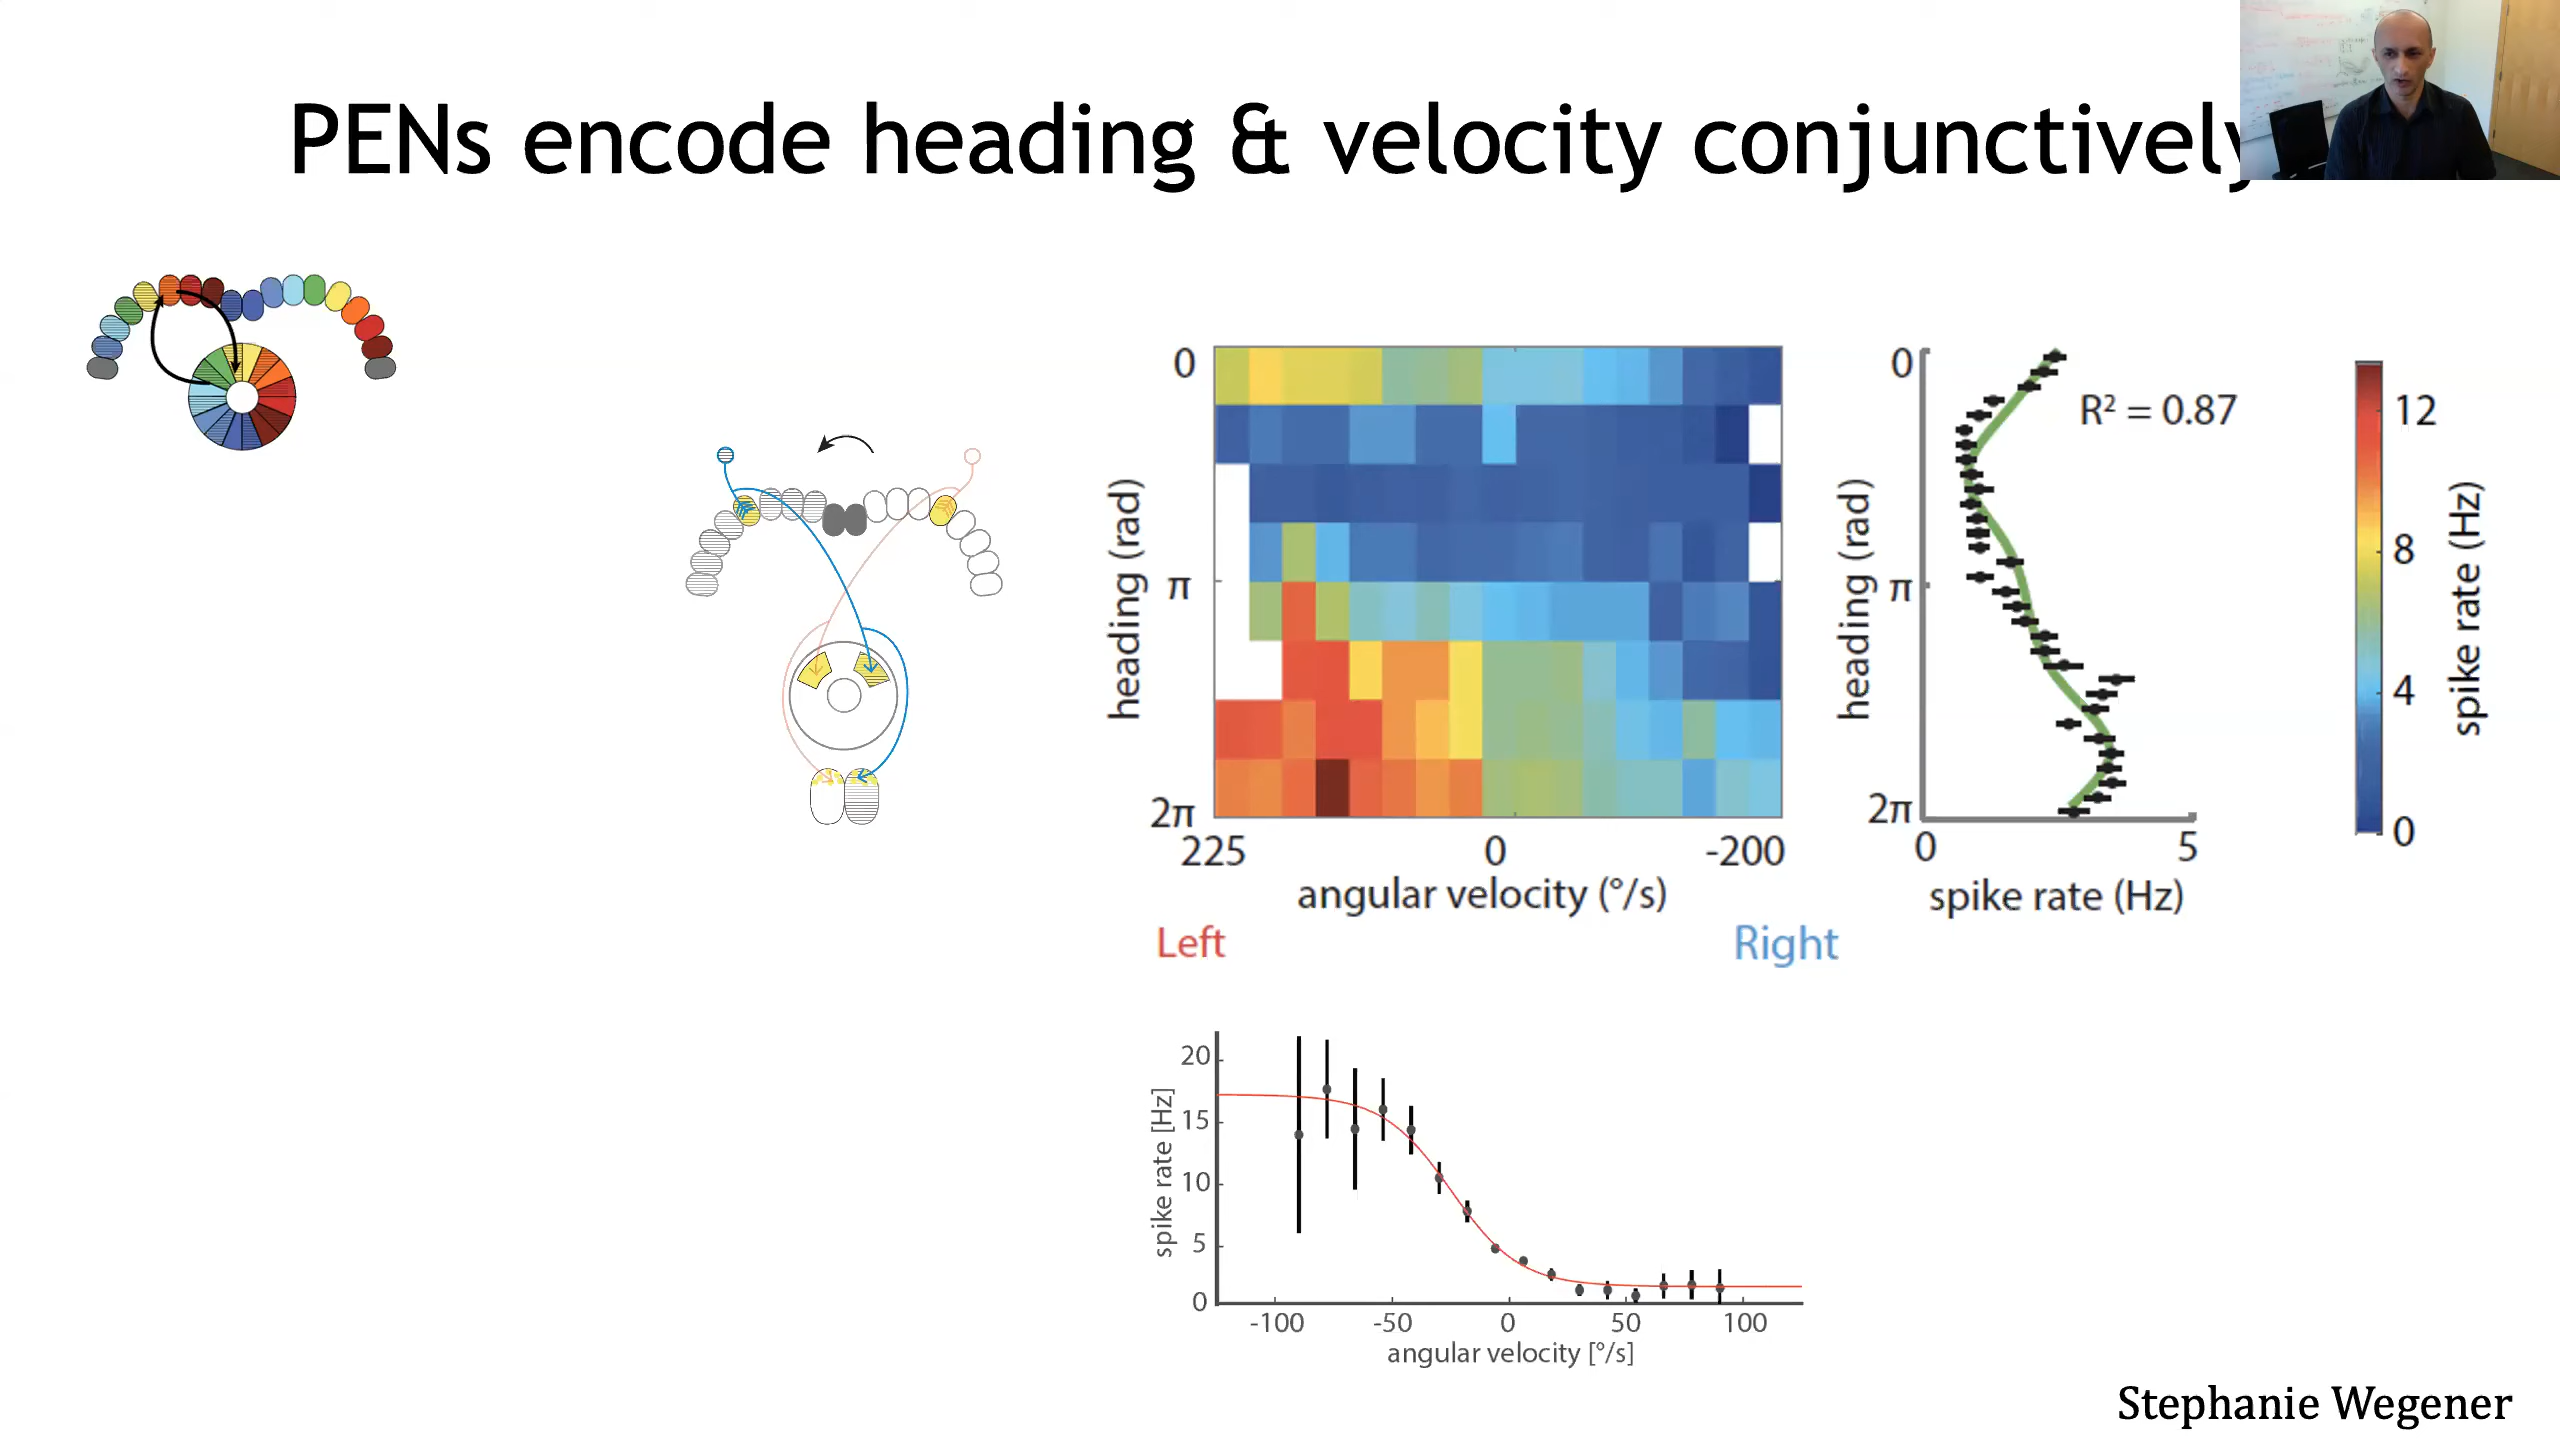 PENs encode heading & velocity conjunctively
0
π
2π
heading (rad)
225
0
-200
angular velocity (°/s)
Left
Right
0
π
2π
heading (rad)
R² = 0.87
0
5
spike rate (Hz)
12
8
4
0
spike rate (Hz)
20
15
10
5
0
spike rate [Hz]
-100
-50
0
50
100
angular velocity [°/s]
Stephanie Wegener